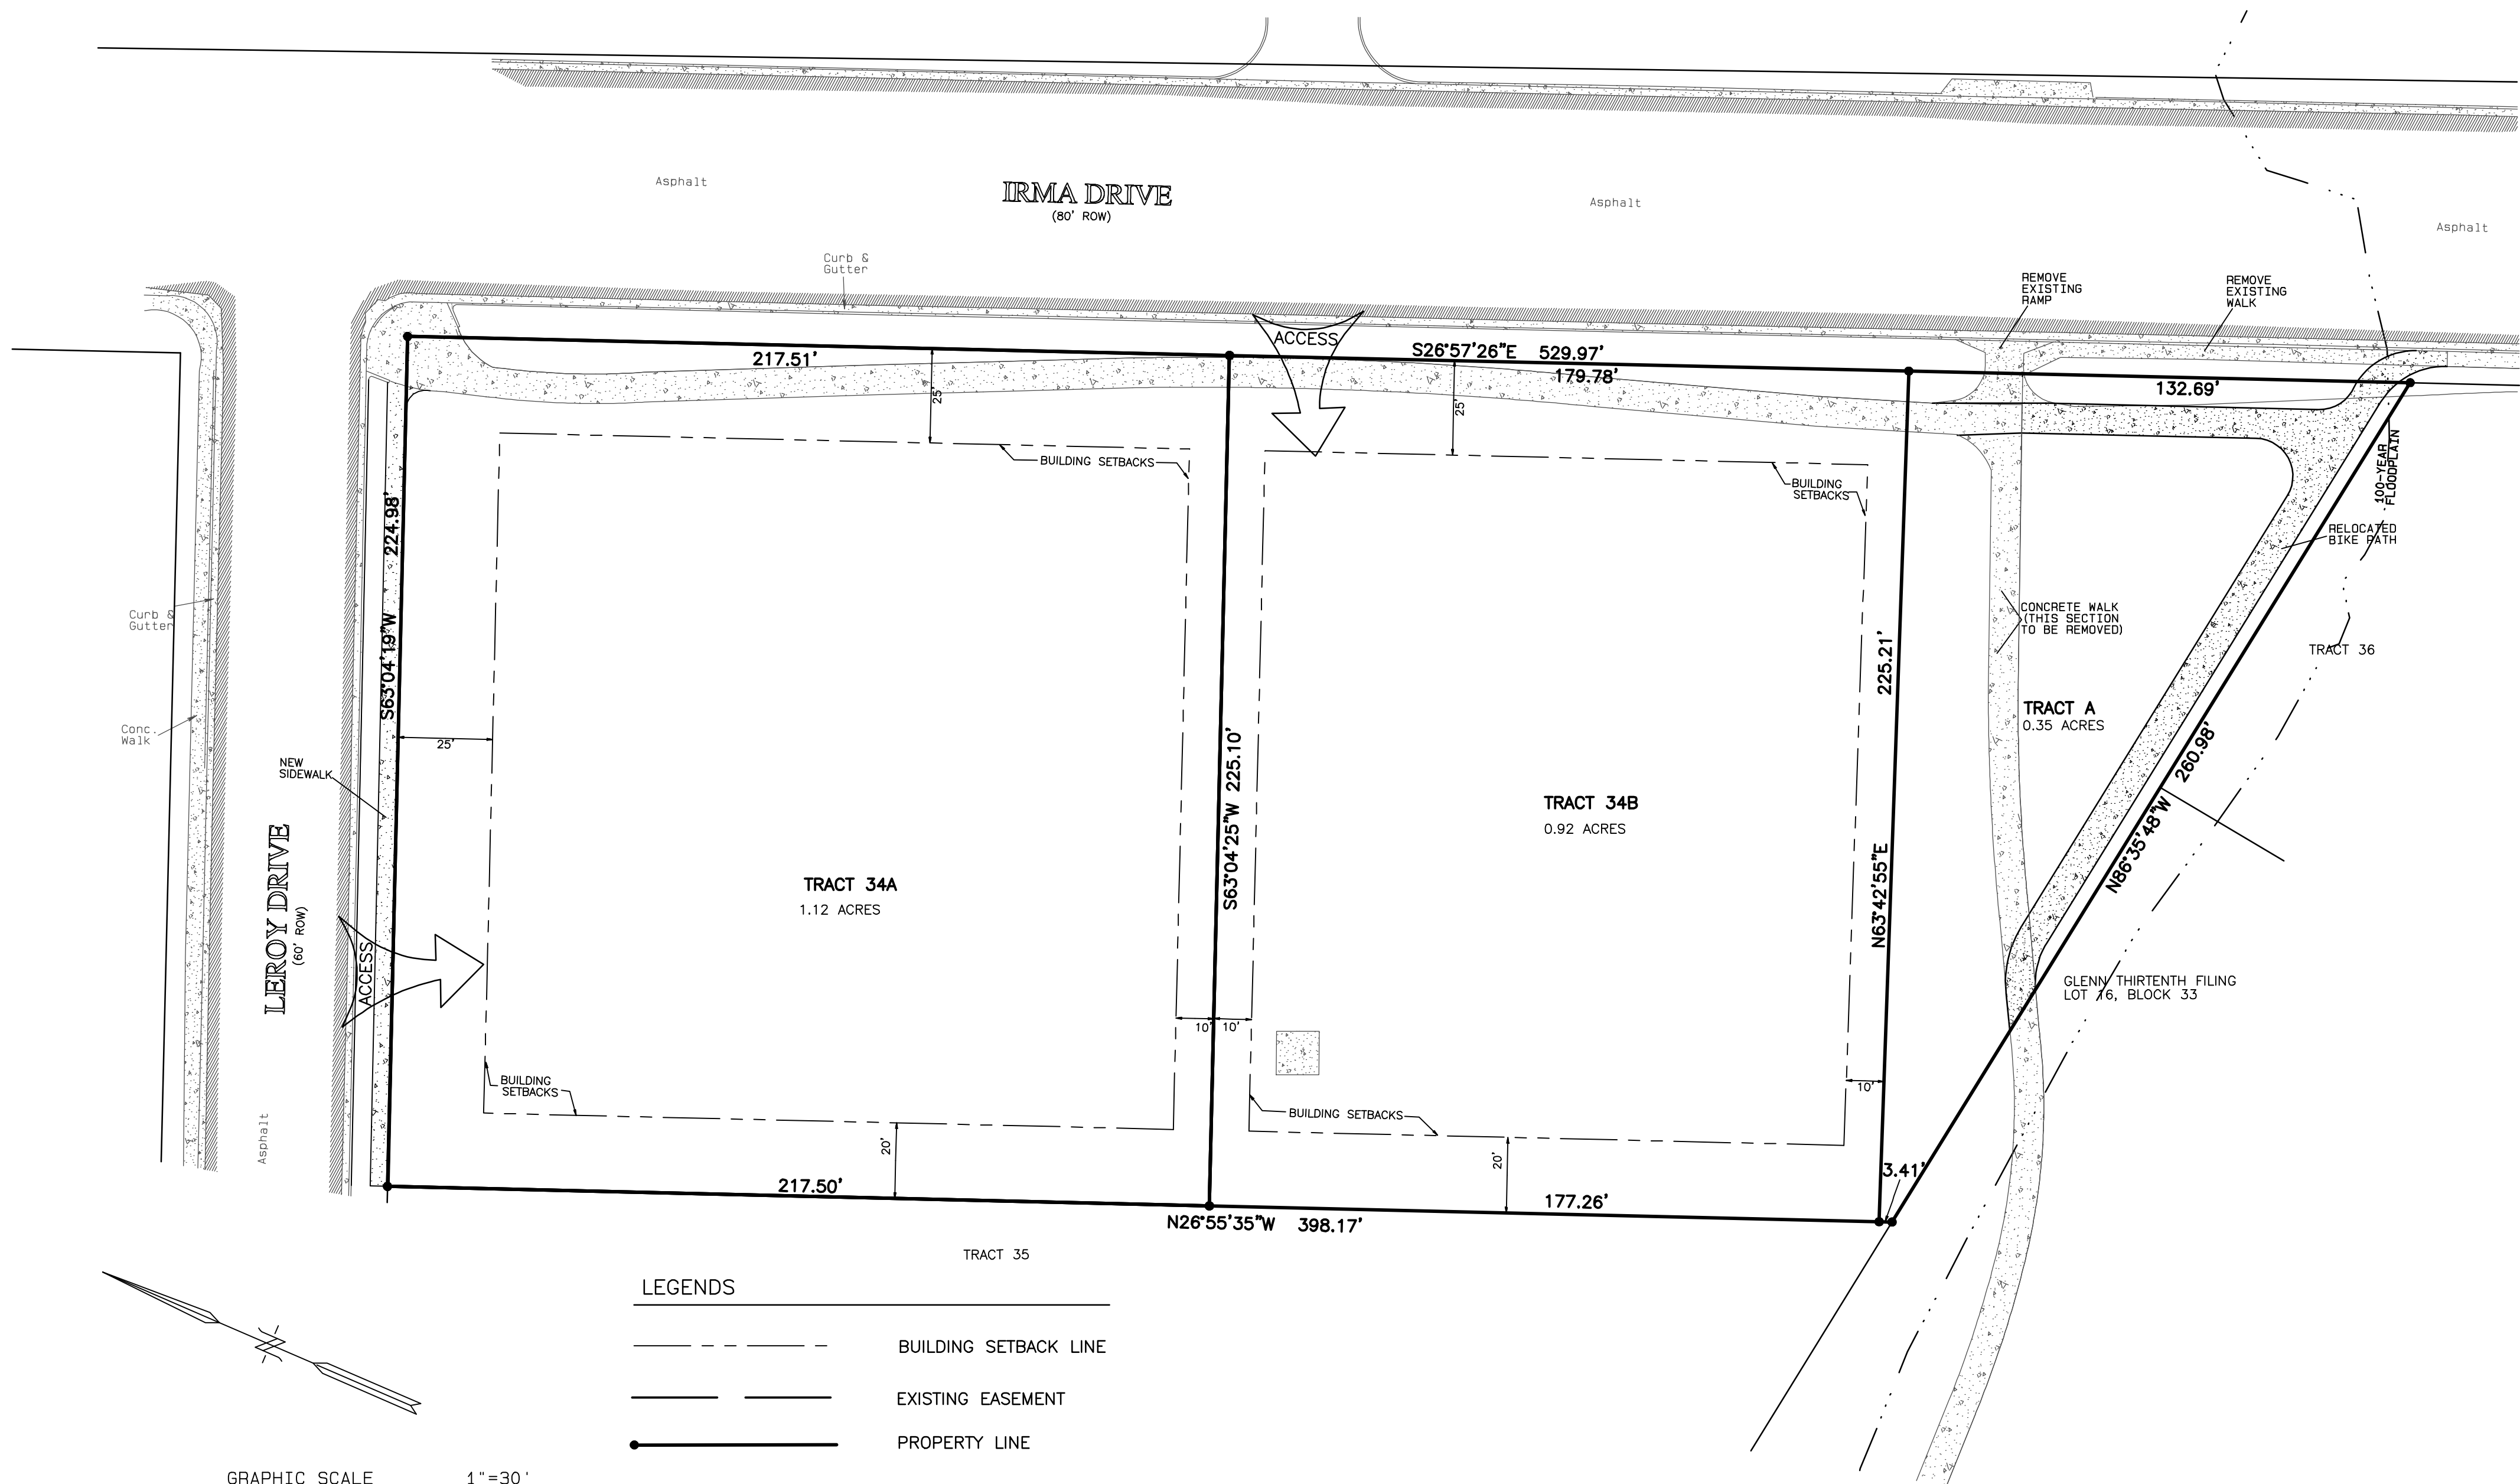 Asphalt
IRMA DRIVE
(80' ROW)
Asphalt
Asphalt
Curb &
Gutter
REMOVE
EXISTING
RAMP
REMOVE
EXISTING
WALK
ACCESS
217.51'
S26°57'26"E 529.97'
179.78'
132.69'
25'
25'
BUILDING SETBACKS
BUILDING
SETBACKS
100-YEAR
FLOODPLAIN
RELOCATED
BIKE PATH
S63°04'19"W 224.98'
Curb &
Gutter
CONCRETE WALK
(THIS SECTION
TO BE REMOVED)
TRACT 36
225.21'
N63°42'55"E
TRACT A
0.35 ACRES
Conc.
Walk
25'
NEW
SIDEWALK
S63°04'25"W 225.10'
260.98'
N86°35'48"W
TRACT 34B
0.92 ACRES
TRACT 34A
1.12 ACRES
LEROY DRIVE
(60' ROW)
ACCESS
GLENN THIRTENTH FILING
LOT 16, BLOCK 33
10'
10'
10'
BUILDING
SETBACKS
BUILDING SETBACKS
Asphalt
20'
20'
3.41'
217.50'
177.26'
N26°55'35"W 398.17'
TRACT 35
LEGENDS
BUILDING SETBACK LINE
EXISTING EASEMENT
PROPERTY LINE
GRAPHIC SCALE 1"=30'